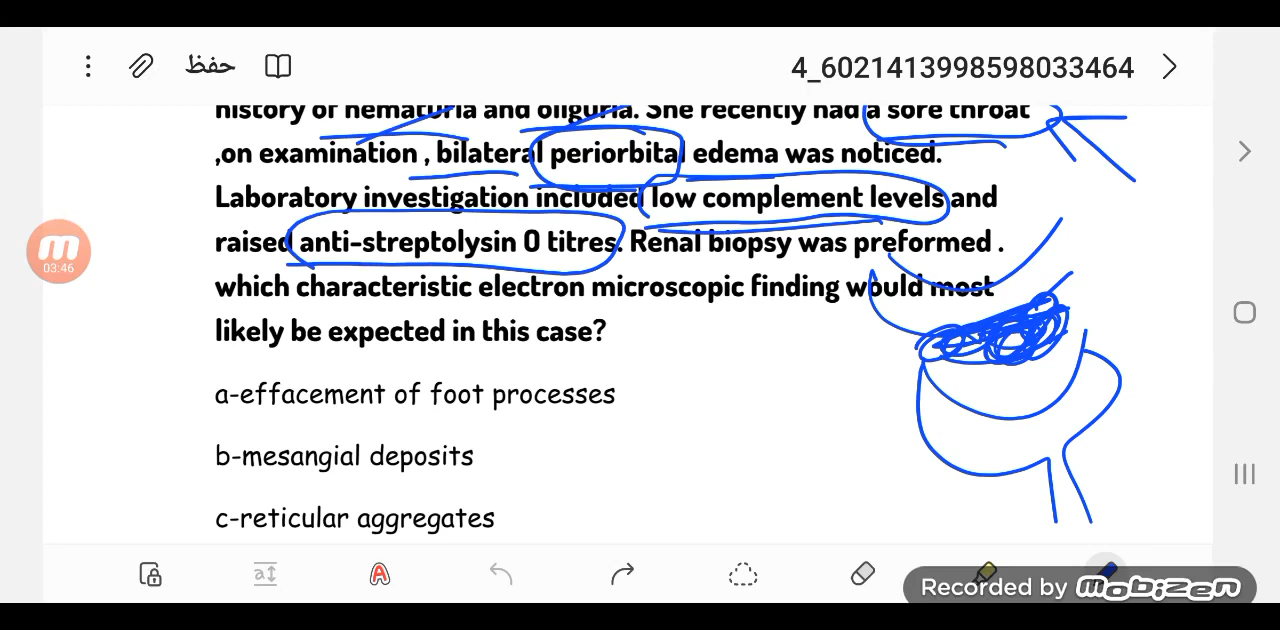 حفظ
4_6021413998598033464
history of hematuria and oliguria. She recently had a sore throat
,on examination , bilateral periorbital edema was noticed.
Laboratory investigation included low complement levels and
raised anti-streptolysin O titres. Renal biopsy was preformed .
which characteristic electron microscopic finding would most
likely be expected in this case?
a-effacement of foot processes
b-mesangial deposits
c-reticular aggregates
03:46
Recorded by mobizen